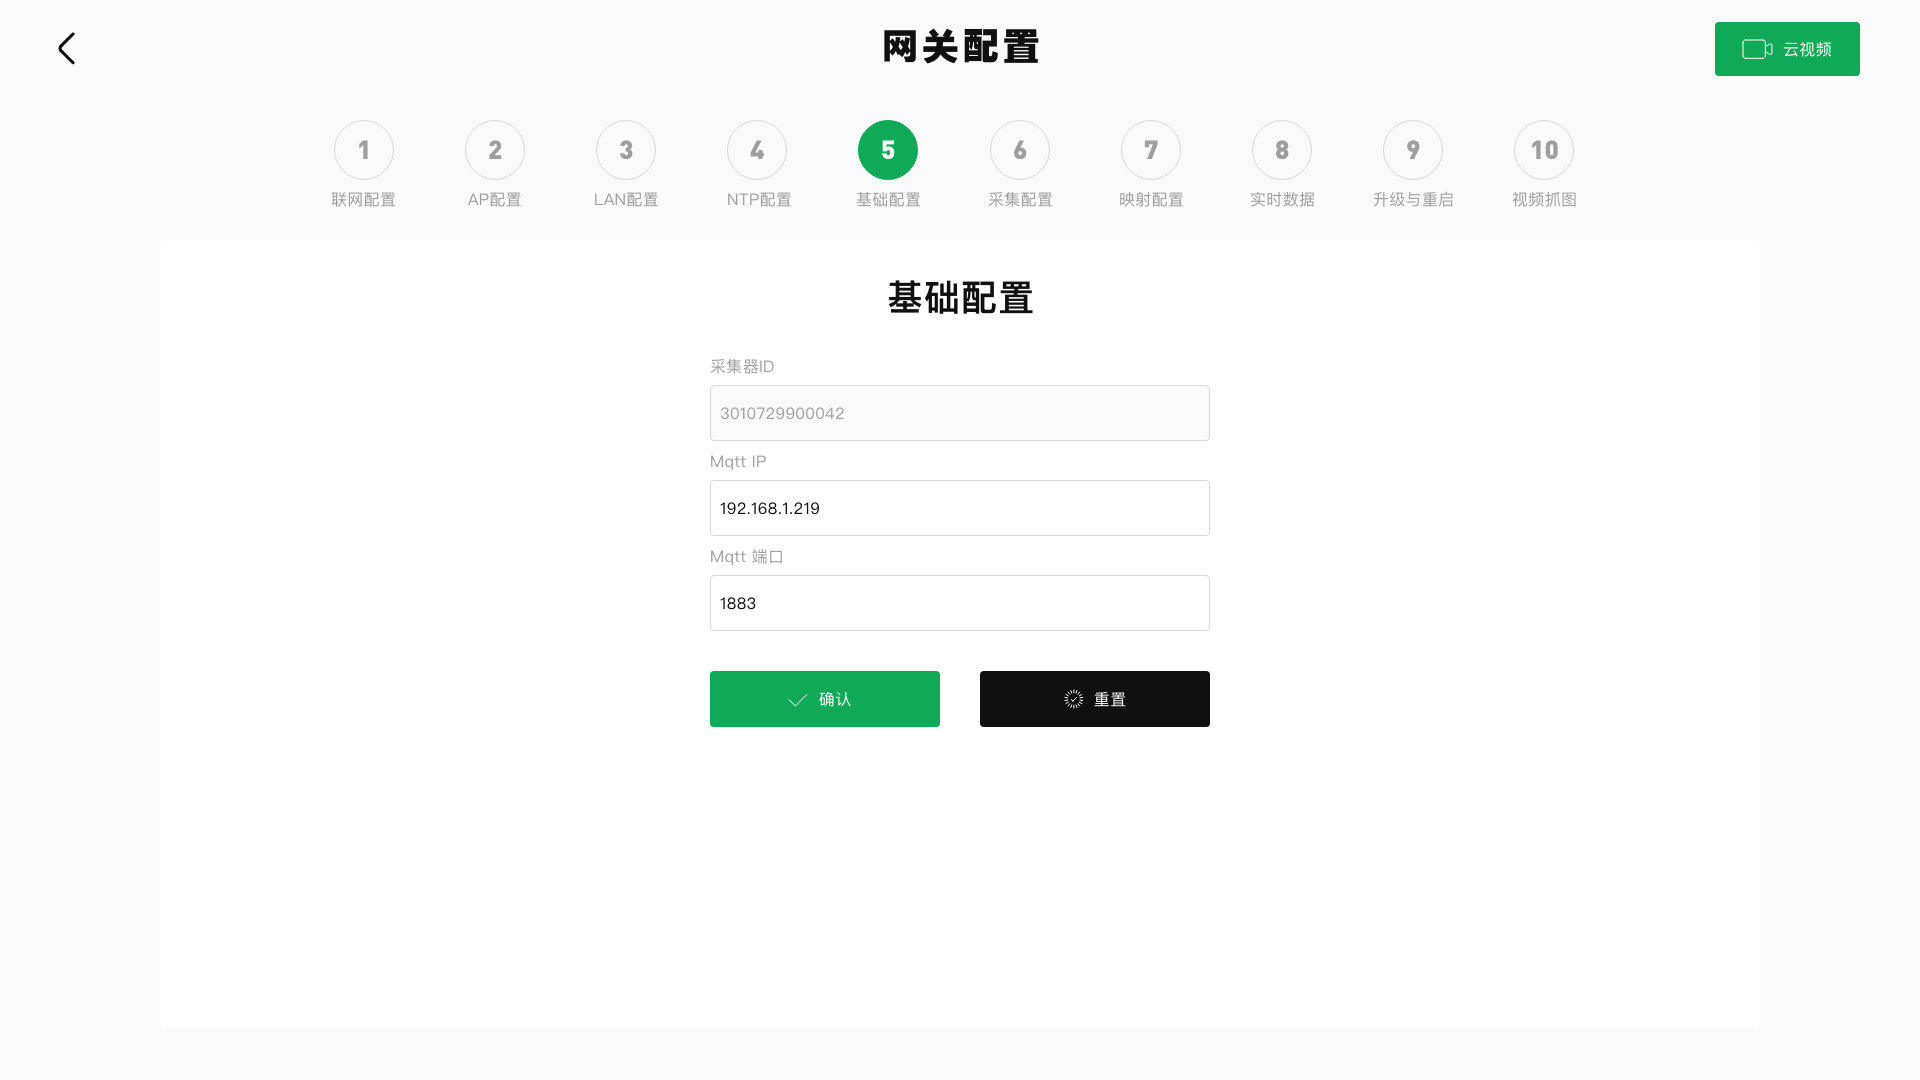 网关配置
云视频
1
联网配置
2
AP配置
3
LAN配置
4
NTP配置
5
基础配置
6
采集配置
7
映射配置
8
实时数据
9
升级与重启
10
视频抓图
基础配置
采集器ID
3010729900042
Mqtt IP
192.168.1.219
Mqtt 端口
1883
确认
重置